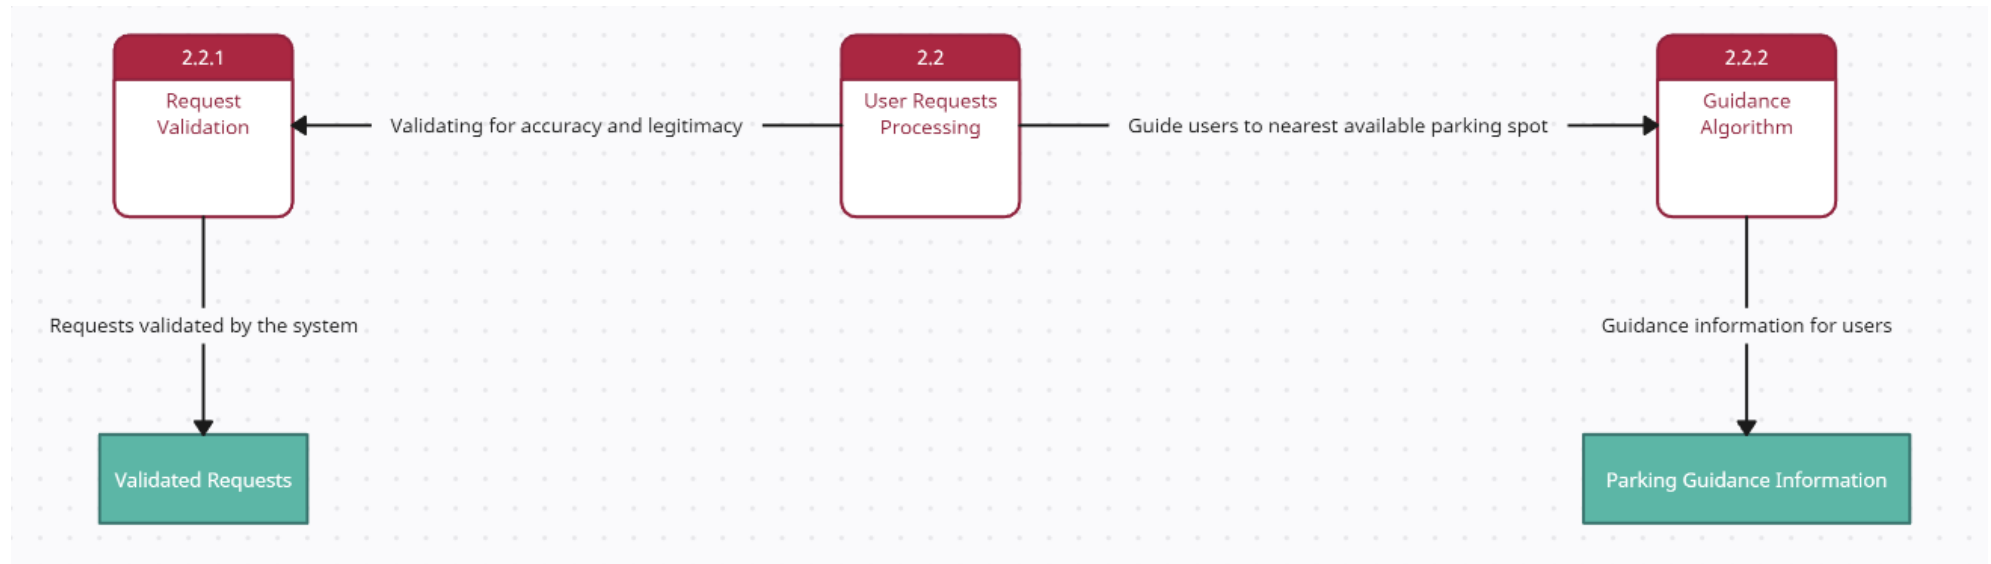 2.2.1
Request
Validation
Validating for accuracy and legitimacy
2.2
User Requests
Processing
Guide users to nearest available parking spot
2.2.2
Guidance
Algorithm
Requests validated by the system
Guidance information for users
Validated Requests
Parking Guidance Information